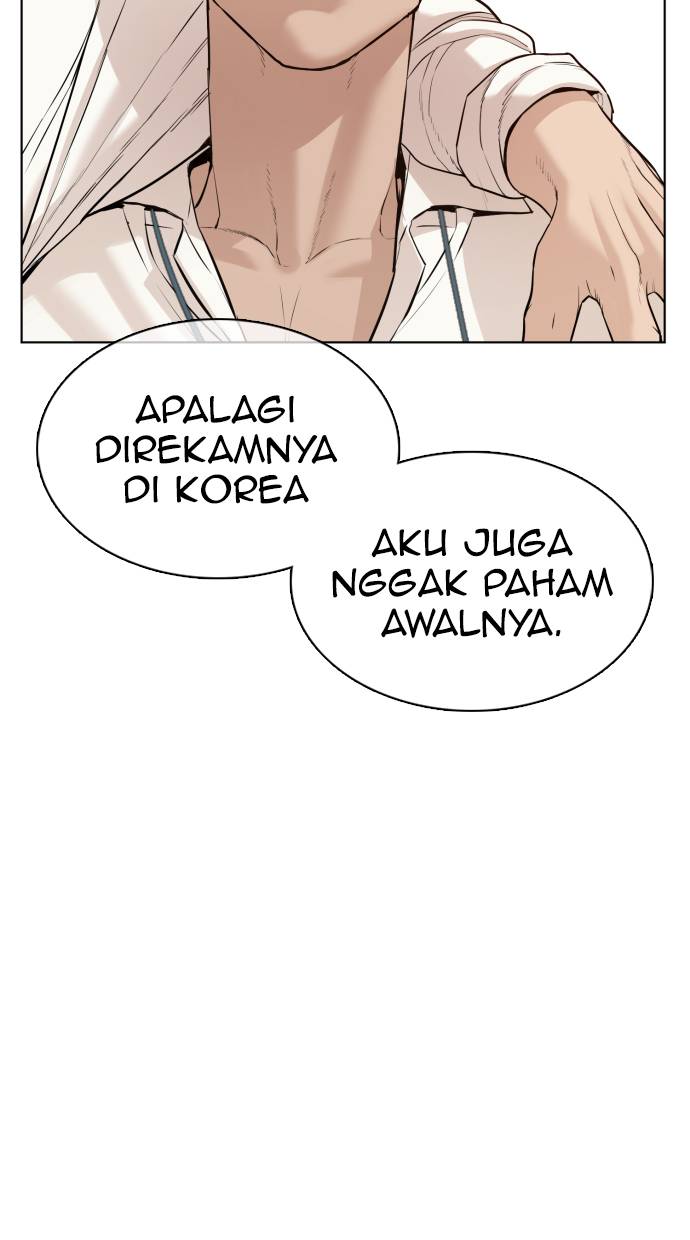 APALAGI
DIREKAMNYA
DI KOREA
AKU JUGA
NGGAK PAHAM
AWALNYA.